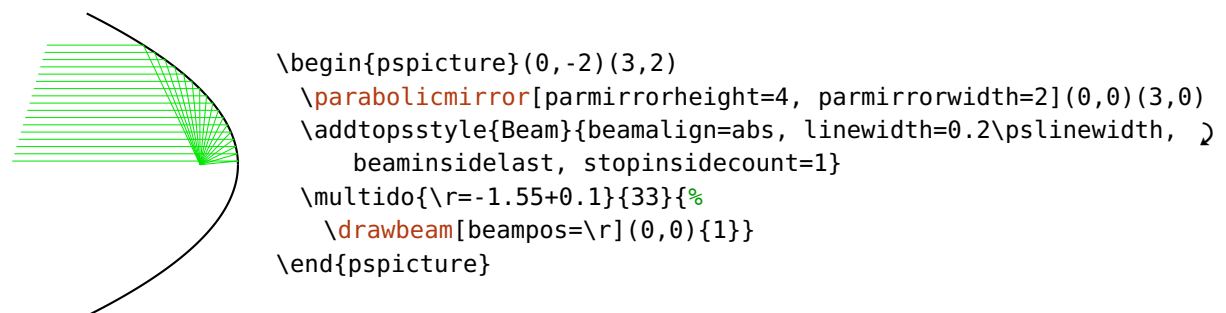 \begin{pspicture}(0,-2)(3,2)
\parabolicmirror[parmirrorheight=4, parmirrorwidth=2](0,0)(3,0)
\addtopsstyle{Beam}{beamalign=abs, linewidth=0.2\pslinewidth,
beaminsidelast, stopinsidecount=1}
\multido{\r=-1.55+0.1}{33}{%
\drawbeam[beampos=\r](0,0){1}}
\end{pspicture}